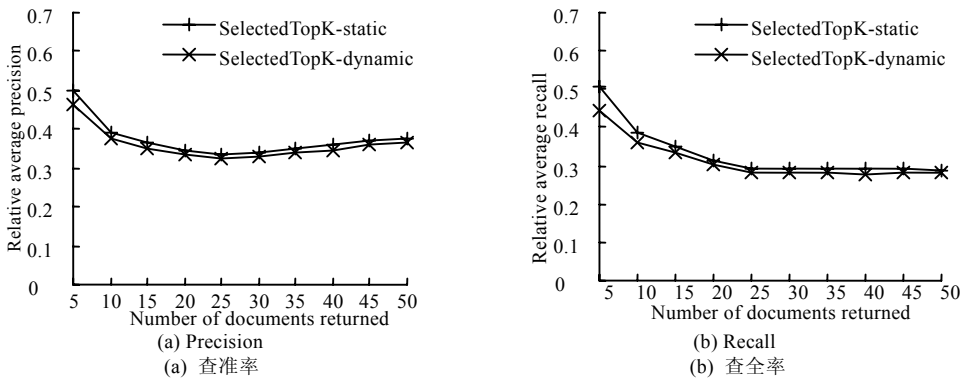 0.7
0.6
0.5
0.4
0.3
0.2
0.1
0
Relative average precision
SelectedTopK-static
SelectedTopK-dynamic
5 10 15 20 25 30 35 40 45 50
Number of documents returned
(a) Precision
(a) 查准率
0.7
0.6
0.5
0.4
0.3
0.2
0.1
0
Relative average recall
SelectedTopK-static
SelectedTopK-dynamic
5 10 15 20 25 30 35 40 45 50
Number of documents returned
(b) Recall
(b) 查全率